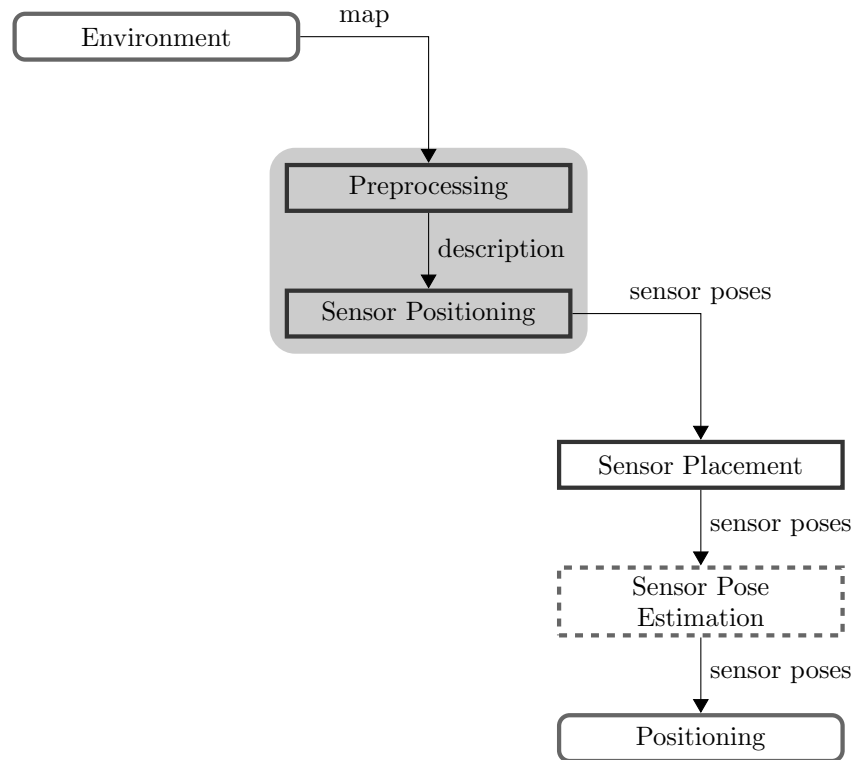 map
Environment
Preprocessing
description
sensor poses
Sensor Positioning
Sensor Placement
sensor poses
Sensor Pose
Estimation
sensor poses
Positioning